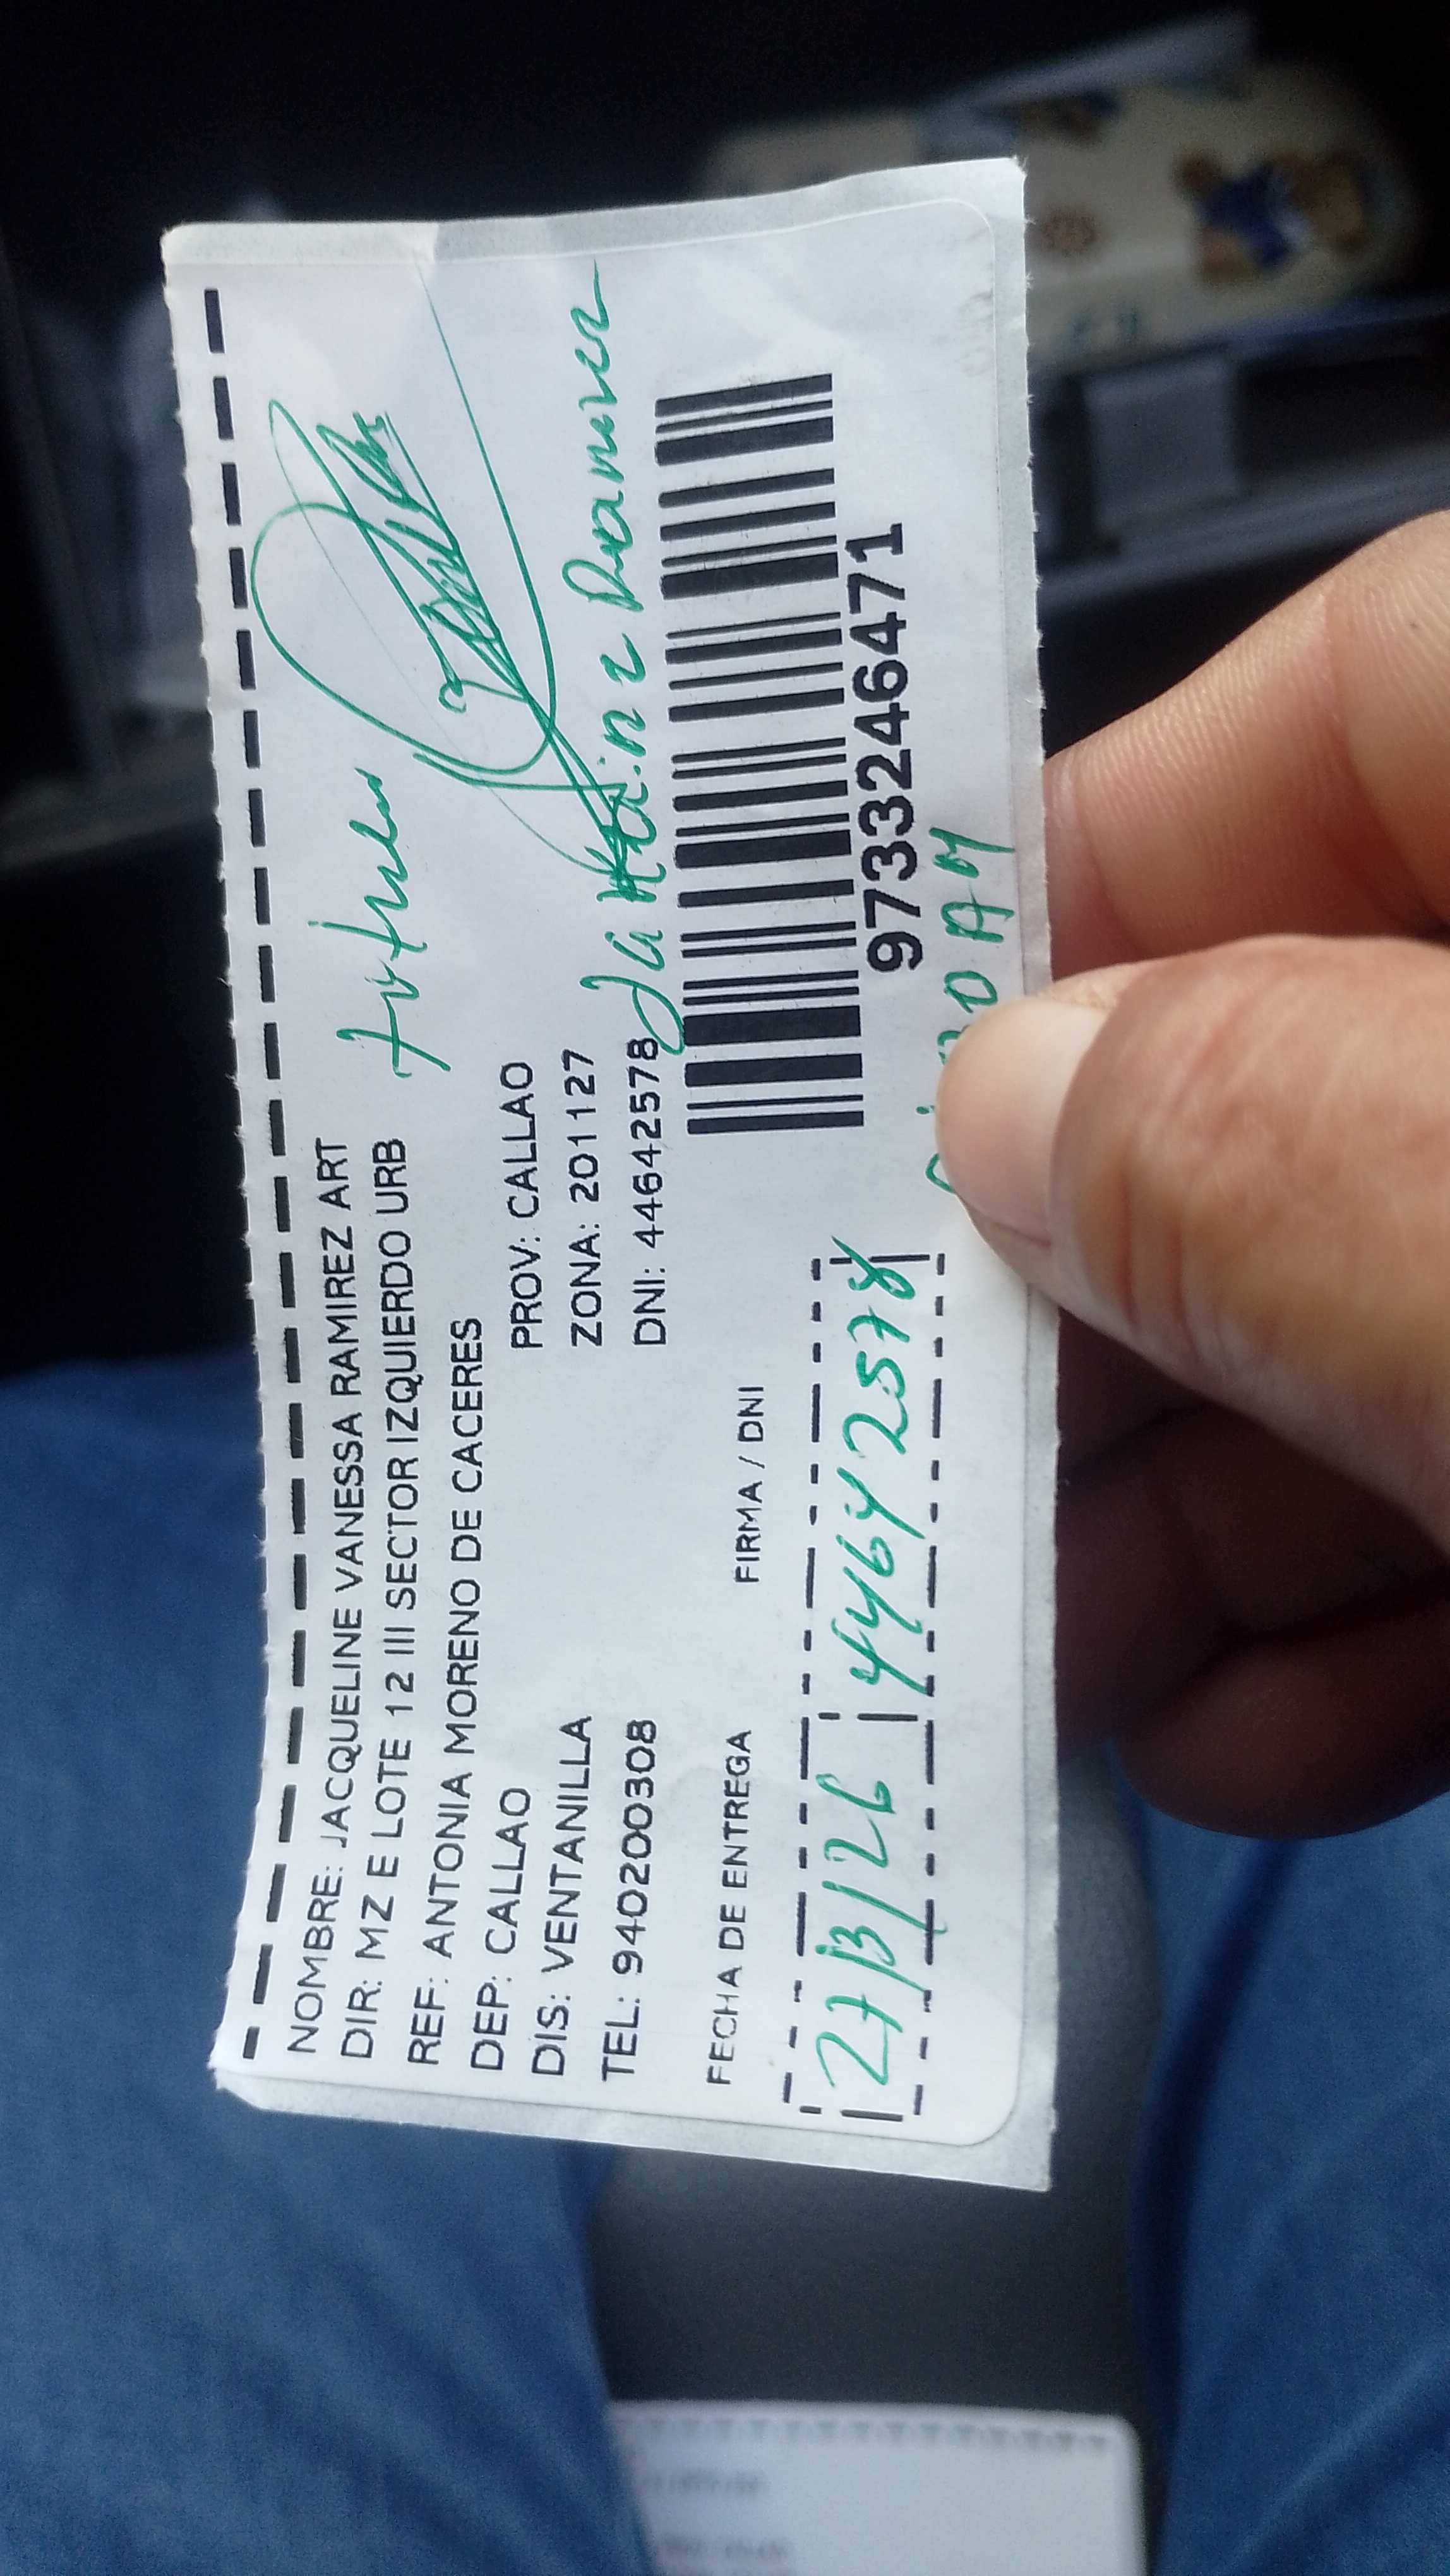 NOMBRE: JACQUELINE VANESSA RAMIREZ ART
DIR: MZ E LOTE 12 III SECTOR IZQUIERDO URB
REF: ANTONIA MORENO DE CACERES
DEP: CALLAO PROV: CALLAO
DIS: VENTANILLA ZONA: 201127
TEL: 940200308 DNI: 44642578
FECHA DE ENTREGA FIRMA / DNI
27/3/26 44642578
9733246471
AM